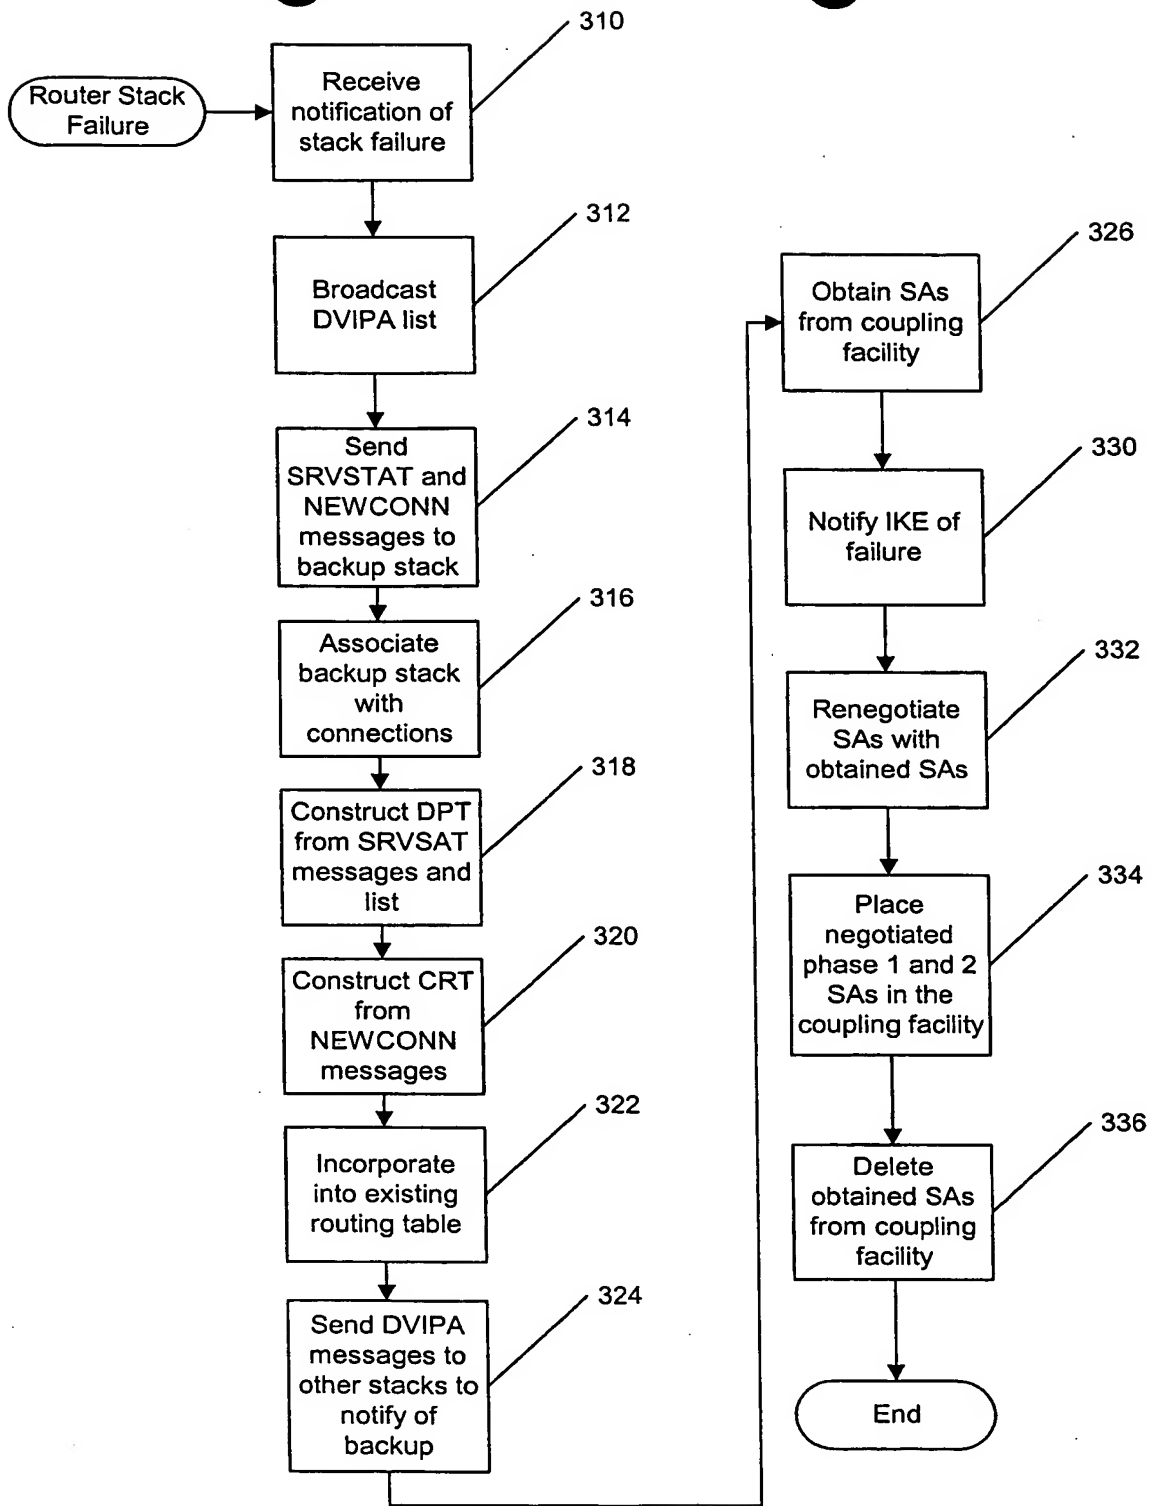 Router Stack
Failure
310
Receive
notification of
stack failure
312
Broadcast
DVIPA list
314
Send
SRVSTAT and
NEWCONN
messages to
backup stack
316
Associate
backup stack
with
connections
318
Construct DPT
from SRVSAT
messages and
list
320
Construct CRT
from
NEWCONN
messages
322
Incorporate
into existing
routing table
324
Send DVIPA
messages to
other stacks to
notify of
backup
326
Obtain SAs
from coupling
facility
330
Notify IKE of
failure
332
Renegotiate
SAs with
obtained SAs
334
Place
negotiated
phase 1 and 2
SAs in the
coupling facility
336
Delete
obtained SAs
from coupling
facility
End